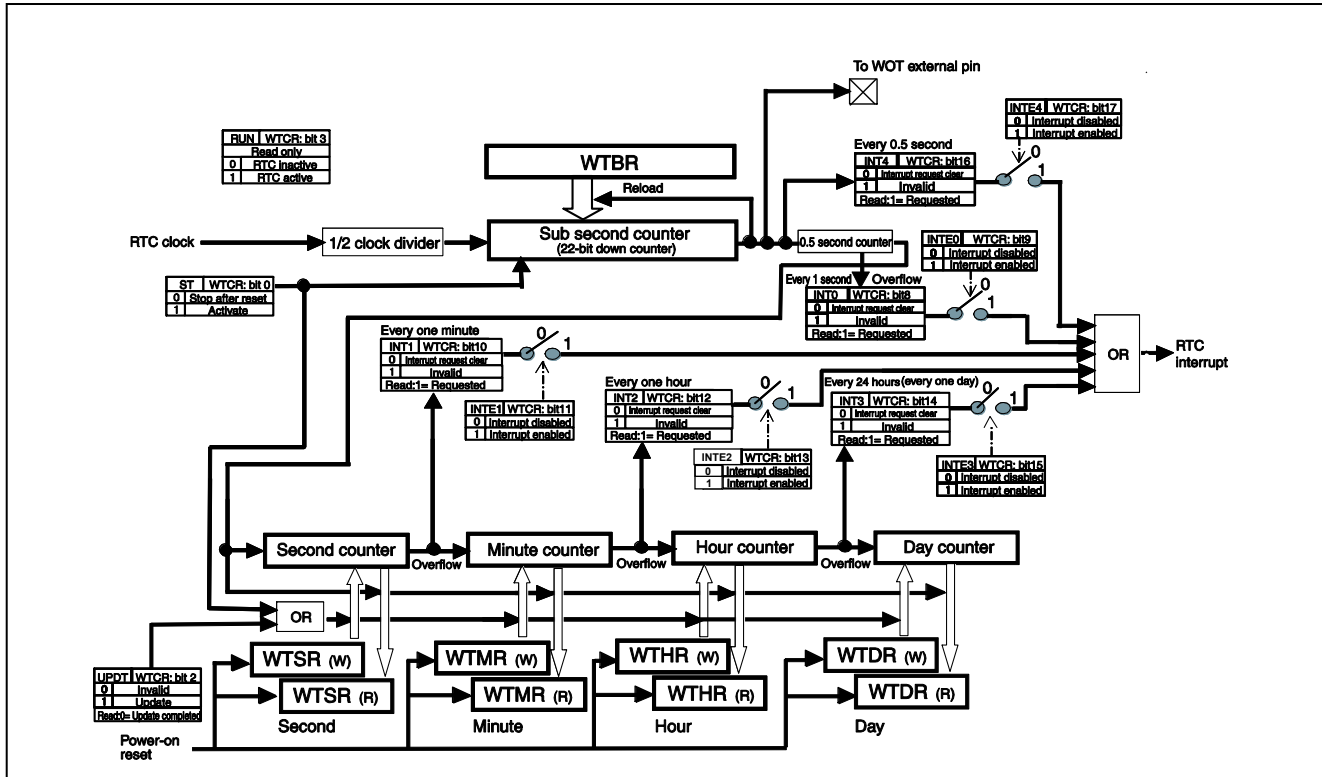 To WOT external pin
INTE4 WTCR: bit17
0 Interrupt disabled
1 Interrupt enabled
0
1
RUN WTCR: bit 3
Read only
0 RTC inactive
1 RTC active
WTBR
Reload
Every 0.5 second
INT4 WTCR: bit16
0 Interrupt request clear
1 Invalid
Read:1= Requested
RTC clock
1/2 clock divider
Sub second counter
(22-bit down counter)
0.5 second counter
INTE0 WTCR: bit9
0 Interrupt disabled
1 Interrupt enabled
ST WTCR: bit 0
0 Stop after reset
1 Activate
Every 1 second
Overflow
INT0 WTCR: bit8
0 Interrupt request clear
1 Invalid
Read:1= Requested
0
1
Every one minute
INT1 WTCR: bit10
0 Interrupt request clear
1 Invalid
Read:1= Requested
0
1
INTE1 WTCR: bit11
0 Interrupt disabled
1 Interrupt enabled
OR
RTC
interrupt
Every one hour
INT2 WTCR: bit12
0 Interrupt request clear
1 Invalid
Read:1= Requested
0
1
INTE2 WTCR: bit13
0 Interrupt disabled
1 Interrupt enabled
Every 24 hours (every one day)
INT3 WTCR: bit14
0 Interrupt request clear
1 Invalid
Read:1= Requested
0
1
INTE3 WTCR: bit15
0 Interrupt disabled
1 Interrupt enabled
Second counter
Overflow
Minute counter
Overflow
Hour counter
Overflow
Day counter
OR
UPDT WTCR: bit 2
0 Invalid
1 Update
Read:0= Update completed
WTSR (W)
WTMR (W)
WTHR (W)
WTDR (W)
WTSR (R)
WTMR (R)
WTHR (R)
WTDR (R)
Second
Minute
Hour
Day
Power-on
reset